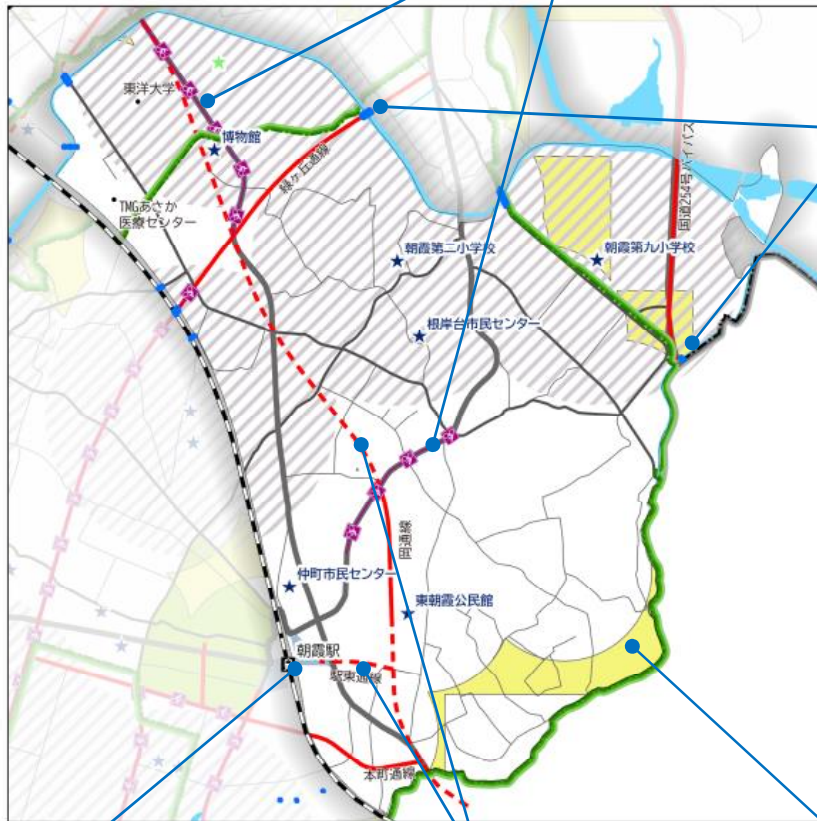 東洋大学
博物館
緑ヶ丘通線
国道254号バイパス
TMGあさか
医療センター
朝霞第二小学校
朝霞第九小学校
根岸台市民センター
岡通線
仲町市民センター
東朝霞公民館
朝霞駅
駅東通線
本町通線